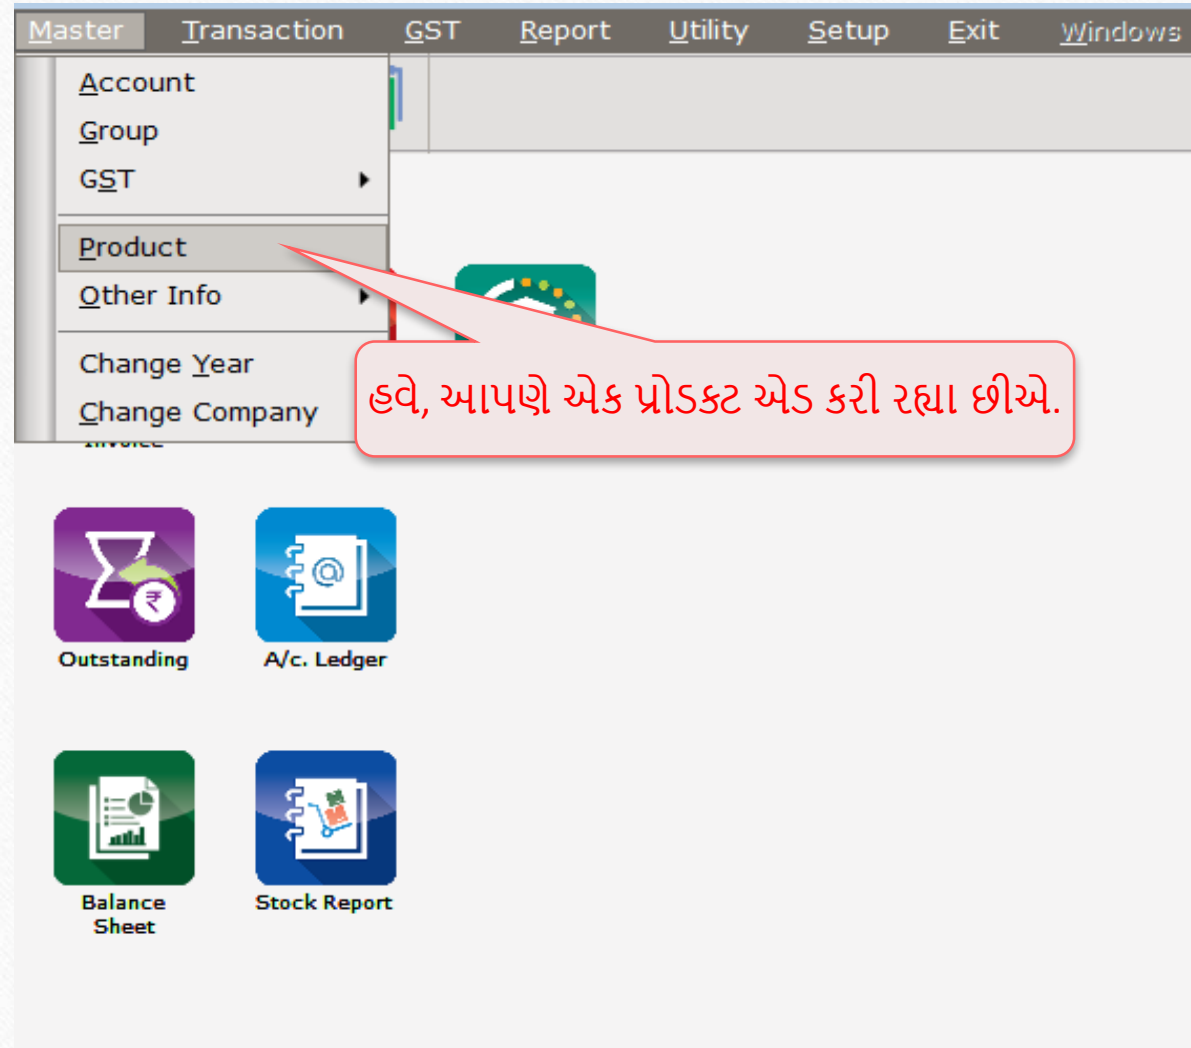 Master Transaction GST Report Utility Setup Exit Windows
Account
Group
GST
Product
Other Info
Change Year
Change Company
હવે, આપણે એક પ્રોડક્ટ એડ કરી રહ્યા છીએ.
Invoice
Outstanding A/c. Ledger
Balance Stock Report
Sheet